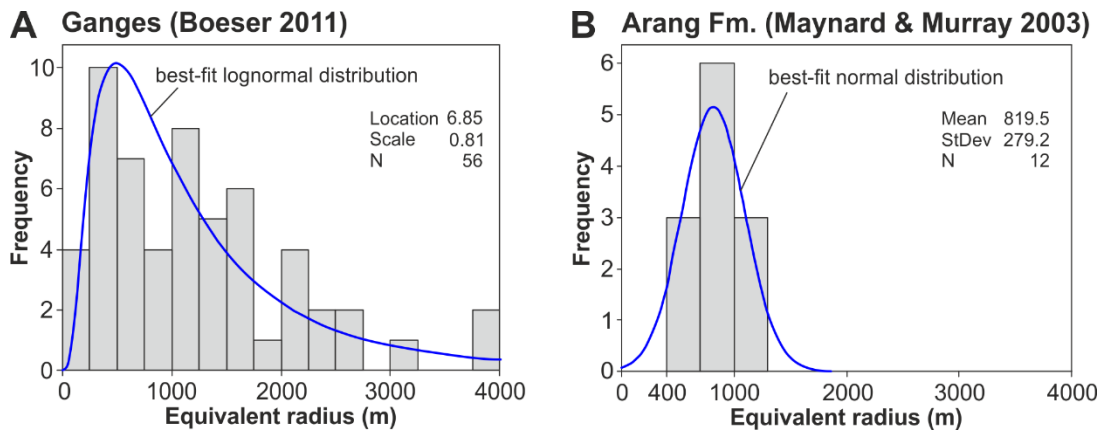 A Ganges (Boeser 2011)
best-fit lognormal distribution
Location 6.85
Scale 0.81
N 56
Frequency
10
8
6
4
2
0
0 1000 2000 3000 4000
Equivalent radius (m)
B Arang Fm. (Maynard & Murray 2003)
best-fit normal distribution
Mean 819.5
StDev 279.2
N 12
Frequency
6
5
4
3
2
1
0
0 400 1000 2000 3000 4000
Equivalent radius (m)